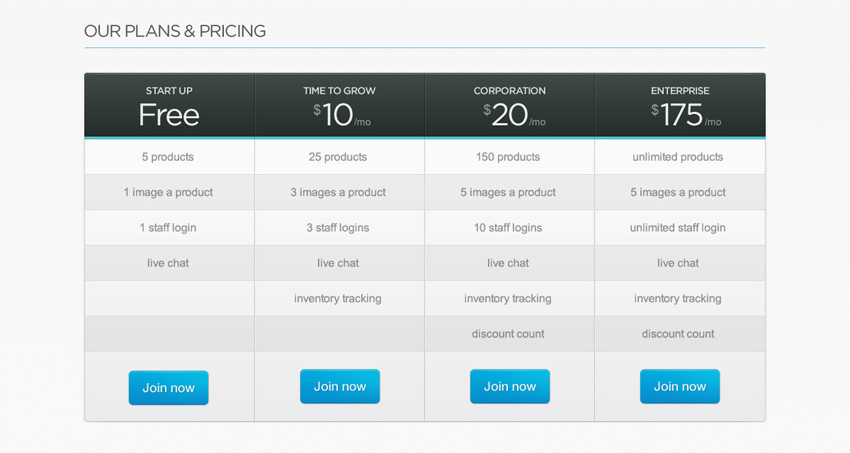 OUR PLANS & PRICING
START UP TIME TO GROW CORPORATION ENTERPRISE
Free $10/mo $20/mo $175/mo
5 products 25 products 150 products unlimited products
1 image a product 3 images a product 5 images a product 5 images a product
1 staff login 3 staff logins 10 staff logins unlimited staff login
live chat live chat live chat live chat
inventory tracking inventory tracking inventory tracking
discount count discount count
Join now Join now Join now Join now